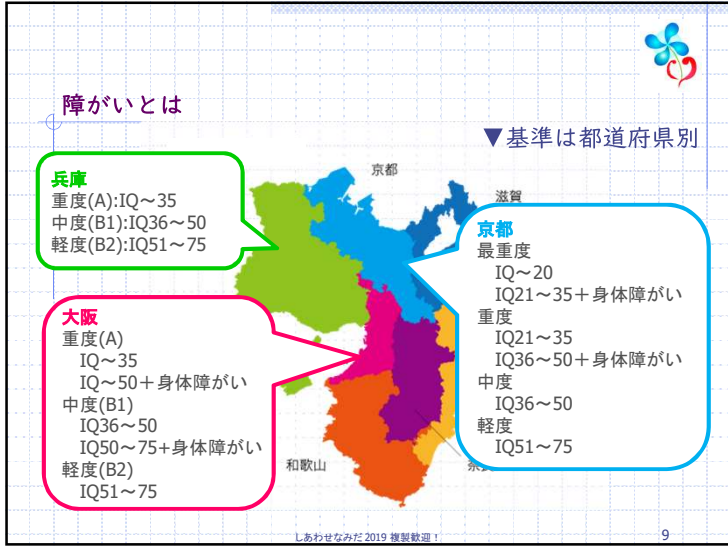 障がいとは
▼基準は都道府県別
兵庫
重度(A):IQ～35
中度(B1):IQ36～50
軽度(B2):IQ51～75
京都
滋賀
京都
最重度
IQ～20
IQ21～35＋身体障がい
重度
IQ21～35
IQ36～50＋身体障がい
中度
IQ36～50
軽度
IQ51～75
大阪
重度(A)
IQ～35
IQ～50＋身体障がい
中度(B1)
IQ36～50
IQ50～75+身体障がい
軽度(B2)
IQ51～75
和歌山
しあわせなみだ 2019 複製歓迎！
9